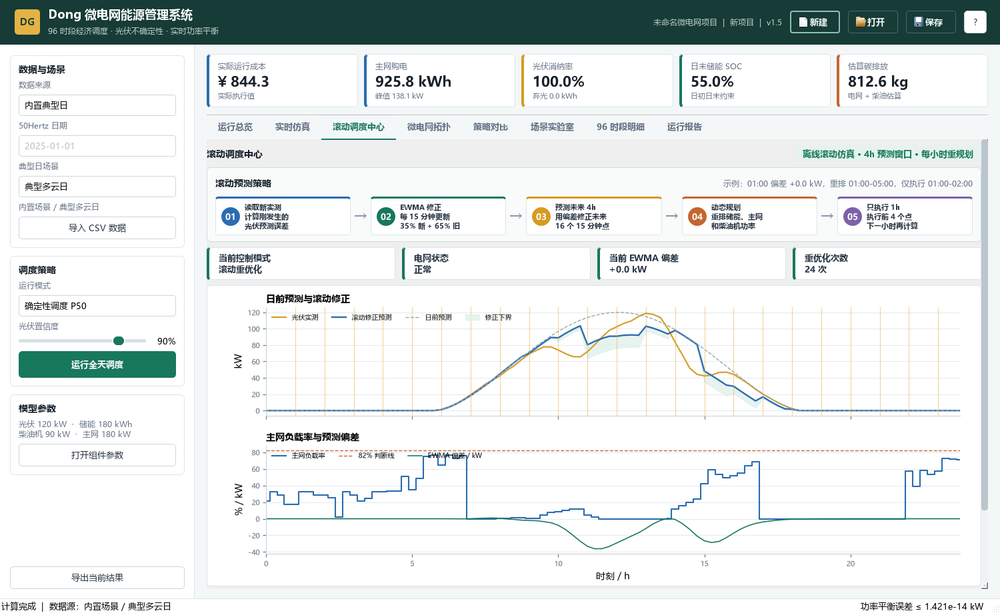 DG
Dong 微电网能源管理系统
96 时段经济调度 · 光伏不确定性 · 实时功率平衡
未命名微电网项目 | 新项目 | v1.5
新建
打开
保存
?
数据与场景
数据来源
内置典型日
50Hertz 日期
2025-01-01
典型日场景
典型多云日
内置场景 / 典型多云日
导入 CSV 数据
调度策略
运行模式
确定性调度 P50
光伏置信度
90%
运行全天调度
模型参数
光伏 120 kW · 储能 180 kWh
柴油机 90 kW · 主网 180 kW
打开组件参数
导出当前结果
实际运行成本
¥ 844.3
实际执行值
主网购电
925.8 kWh
峰值 138.1 kW
光伏消纳率
100.0%
弃光 0.0 kWh
日末储能 SOC
55.0%
日初日末约束
估算碳排放
812.6 kg
电网 + 柴油估算
运行总览
实时仿真
滚动调度中心
微电网拓扑
策略对比
场景实验室
96 时段明细
运行报告
滚动调度中心
离线滚动仿真 • 4h 预测窗口 • 每小时重规划
滚动预测策略
示例：01:00 偏差 +0.0 kW，重排 01:00-05:00，仅执行 01:00-02:00
01
读取新实测
计算刚发生的
光伏预测误差
02
EWMA 修正
每 15 分钟更新
35% 新 + 65% 旧
03
预测未来 4h
用偏差修正未来
16 个 15 分钟点
04
动态规划
重排储能、主网
和柴油机功率
05
只执行 1h
执行前 4 个点
下一小时再计算
当前控制模式
滚动重优化
电网状态
正常
当前 EWMA 偏差
+0.0 kW
重优化次数
24 次
日前预测与滚动修正
光伏实测
滚动修正预测
日前预测
修正下界
kW
120
100
80
60
40
20
0
主网负载率与预测偏差
主网负载率
82% 判断线
EWMA 偏差 / kW
% / kW
80
60
40
20
0
-20
-40
0
5
10
15
20
时刻 / h
计算完成 | 数据源：内置场景 / 典型多云日
功率平衡误差 ≤ 1.421e-14 kW